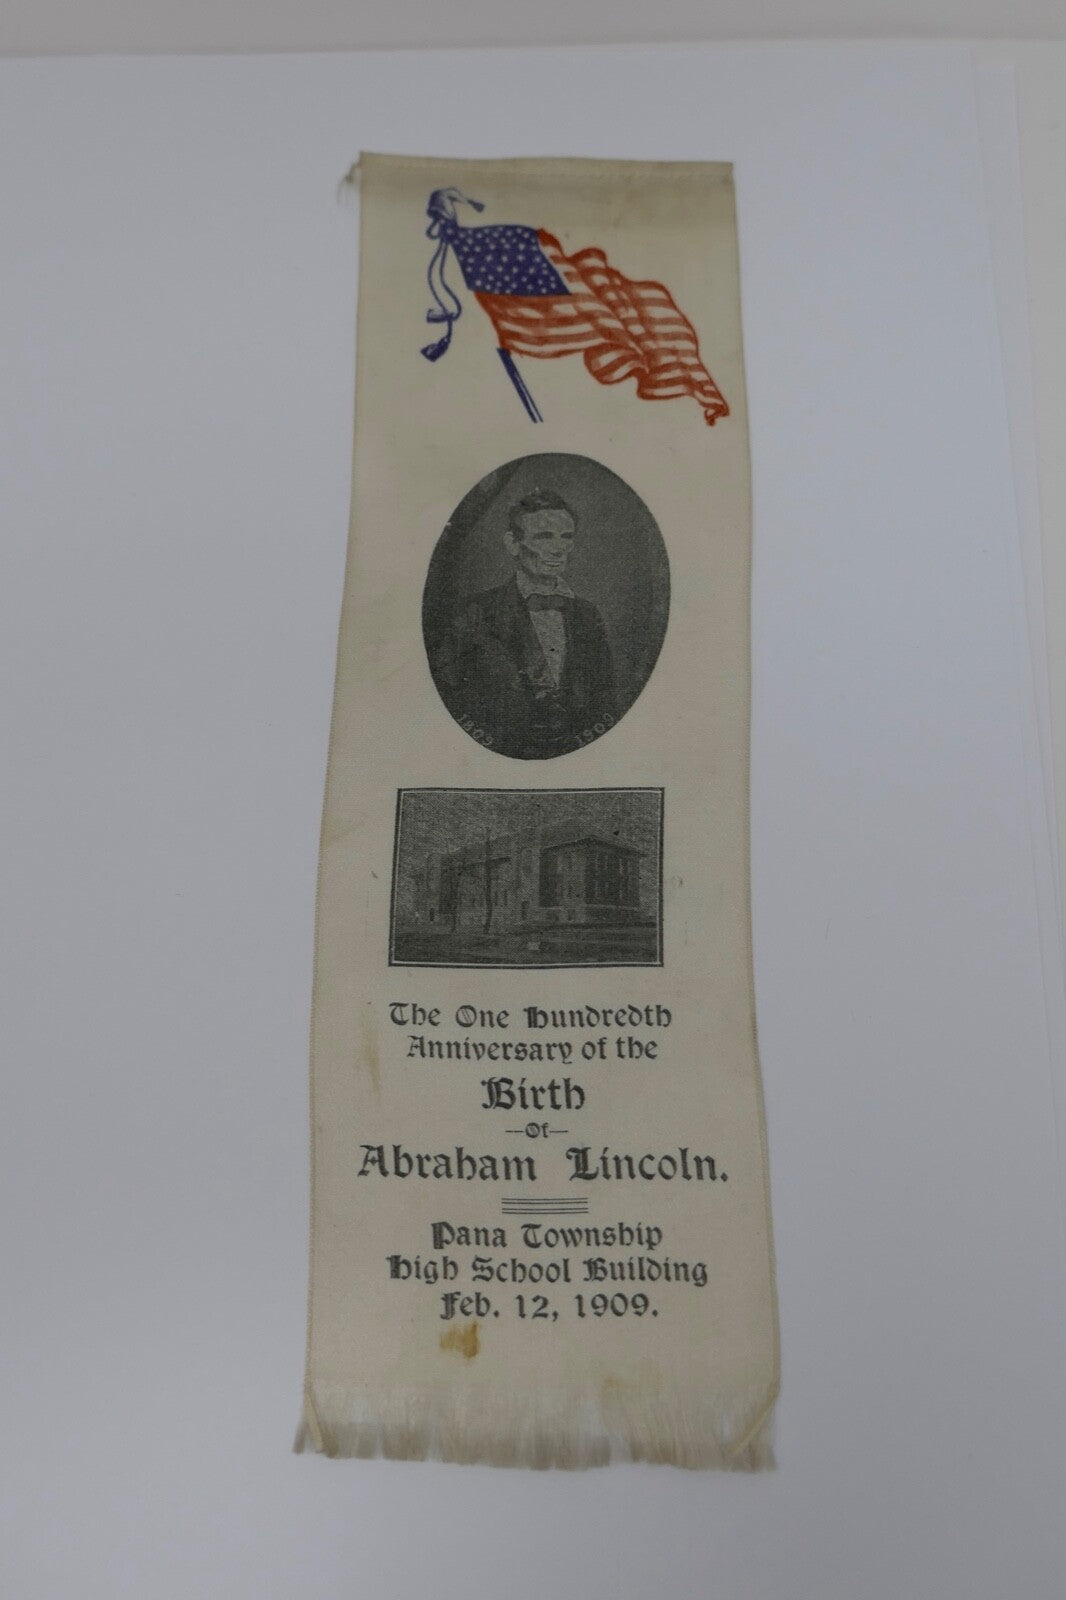 1809 1909
The One Hundredth
Anniversary of the
Birth
—Of—
Abraham Lincoln.
Pana Township
High School Building
Feb. 12, 1909.